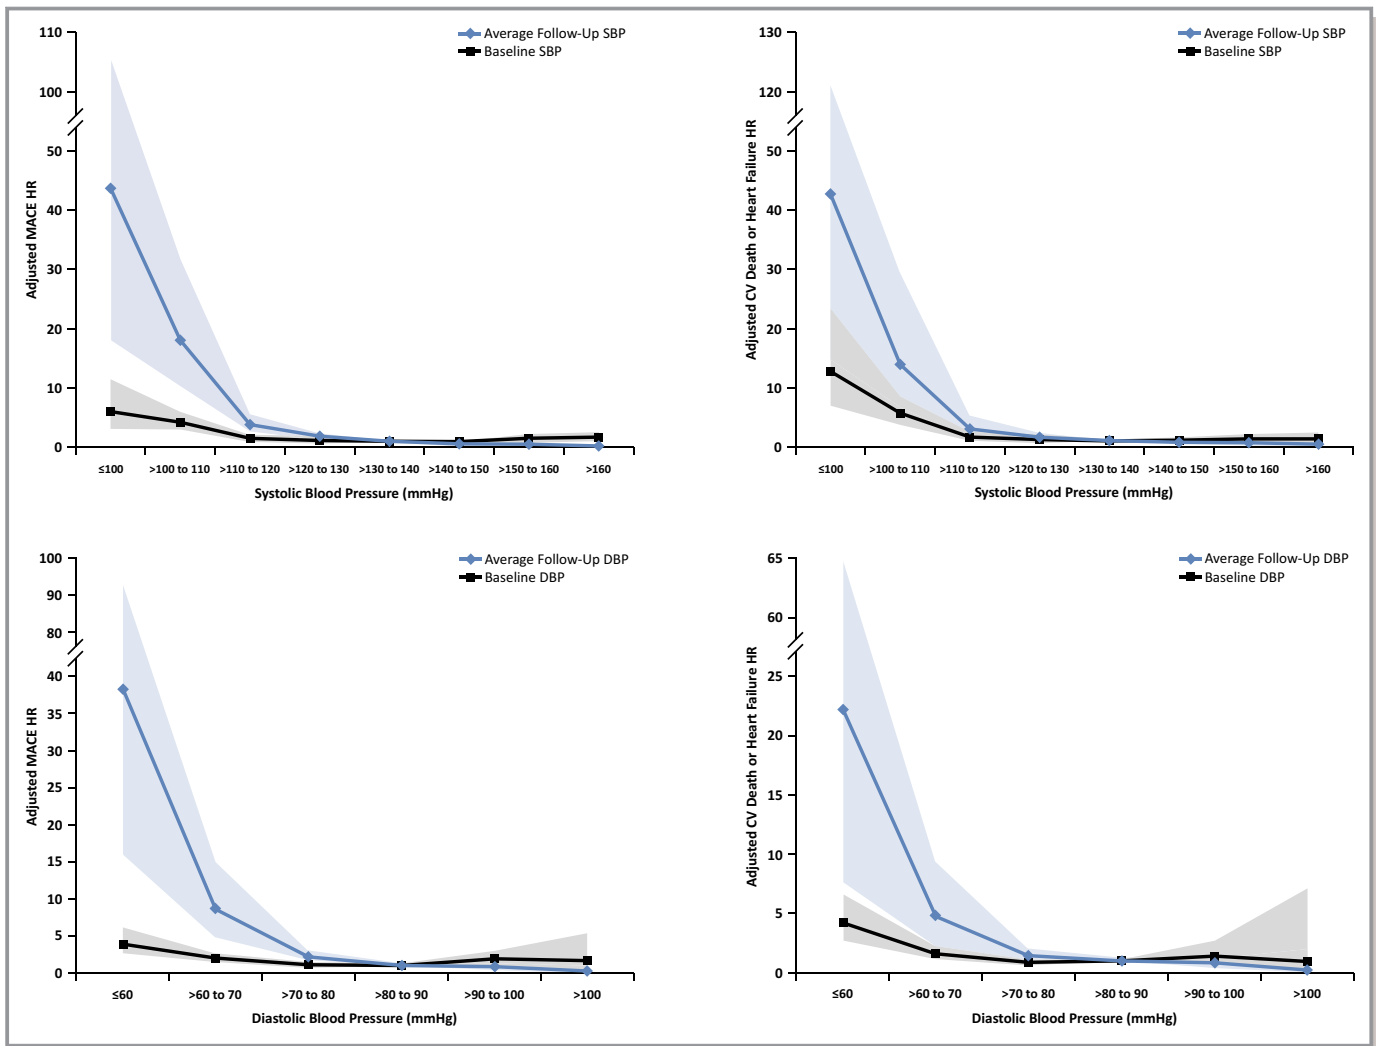 Average Follow-Up SBP
Baseline SBP
110
100
50
40
30
20
10
0
Adjusted MACE HR
≤100 >100 to 110 >110 to 120 >120 to 130 >130 to 140 >140 to 150 >150 to 160 >160
Systolic Blood Pressure (mmHg)
Average Follow-Up SBP
Baseline SBP
130
120
50
40
30
20
10
0
Adjusted CV Death or Heart Failure HR
≤100 >100 to 110 >110 to 120 >120 to 130 >130 to 140 >140 to 150 >150 to 160 >160
Systolic Blood Pressure (mmHg)
Average Follow-Up DBP
Baseline DBP
100
90
80
40
35
30
25
20
15
10
5
0
Adjusted MACE HR
≤60 >60 to 70 >70 to 80 >80 to 90 >90 to 100 >100
Diastolic Blood Pressure (mmHg)
Average Follow-Up DBP
Baseline DBP
65
60
25
20
15
10
5
0
Adjusted CV Death or Heart Failure HR
≤60 >60 to 70 >70 to 80 >80 to 90 >90 to 100 >100
Diastolic Blood Pressure (mmHg)